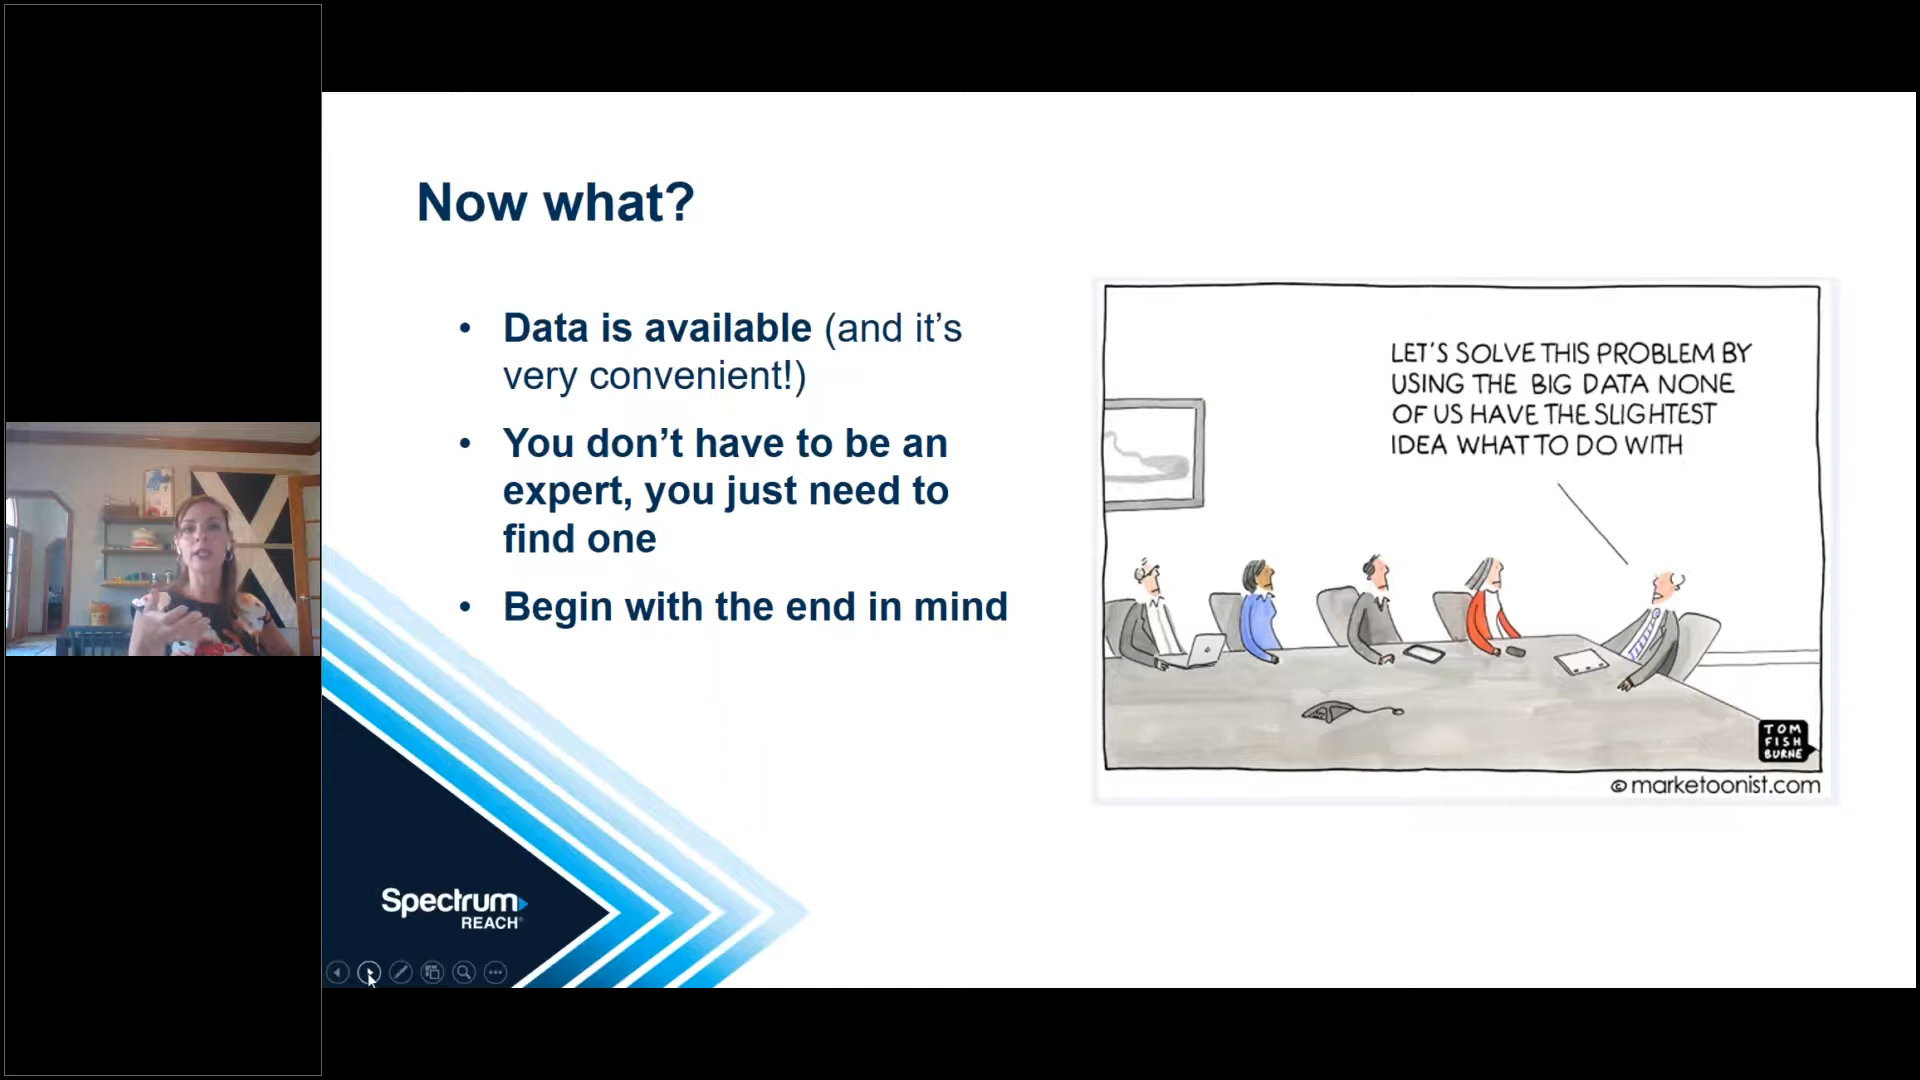 Now what?
• Data is available (and it’s
very convenient!)
• You don’t have to be an
expert, you just need to
find one
• Begin with the end in mind
LET'S SOLVE THIS PROBLEM BY
USING THE BIG DATA NONE
OF US HAVE THE SLIGHTEST
IDEA WHAT TO DO WITH
TOM
FISH
BURNE
© marketoonist.com
Spectrum
REACH®